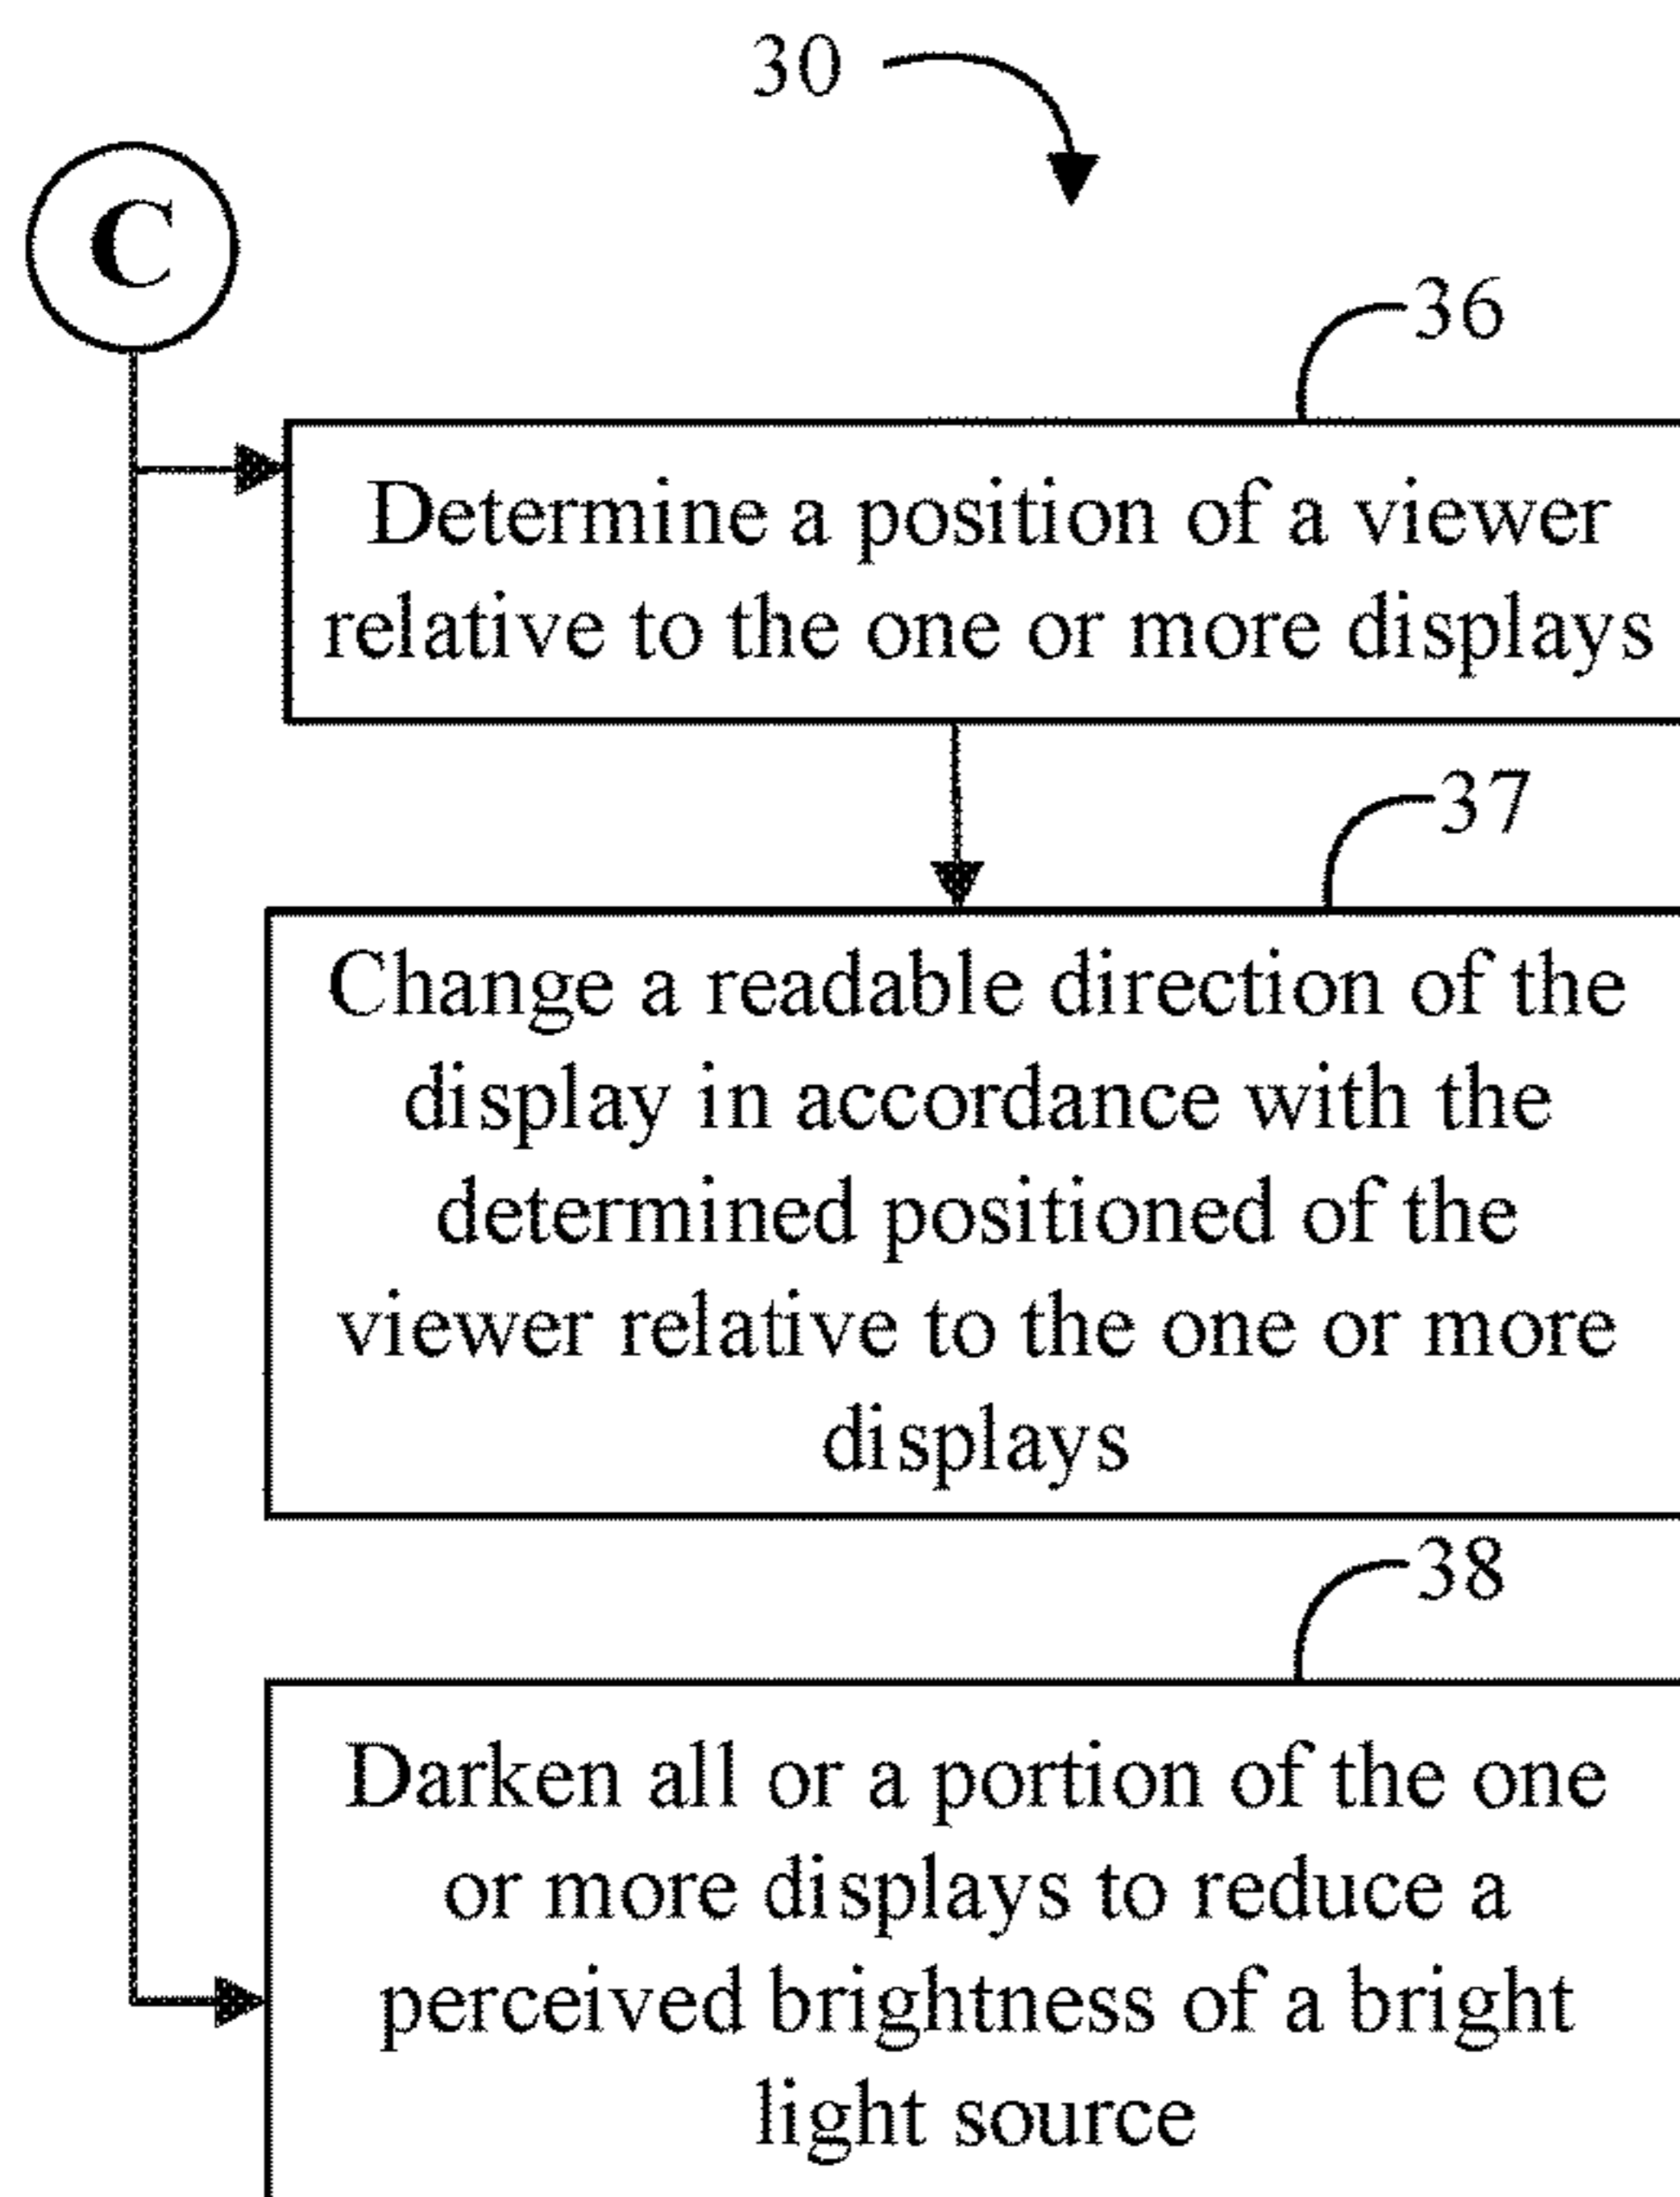 30
C
36
Determine a position of a viewer
relative to the one or more displays
37
Change a readable direction of the
display in accordance with the
determined positioned of the
viewer relative to the one or more
displays
38
Darken all or a portion of the one
or more displays to reduce a
perceived brightness of a bright
light source